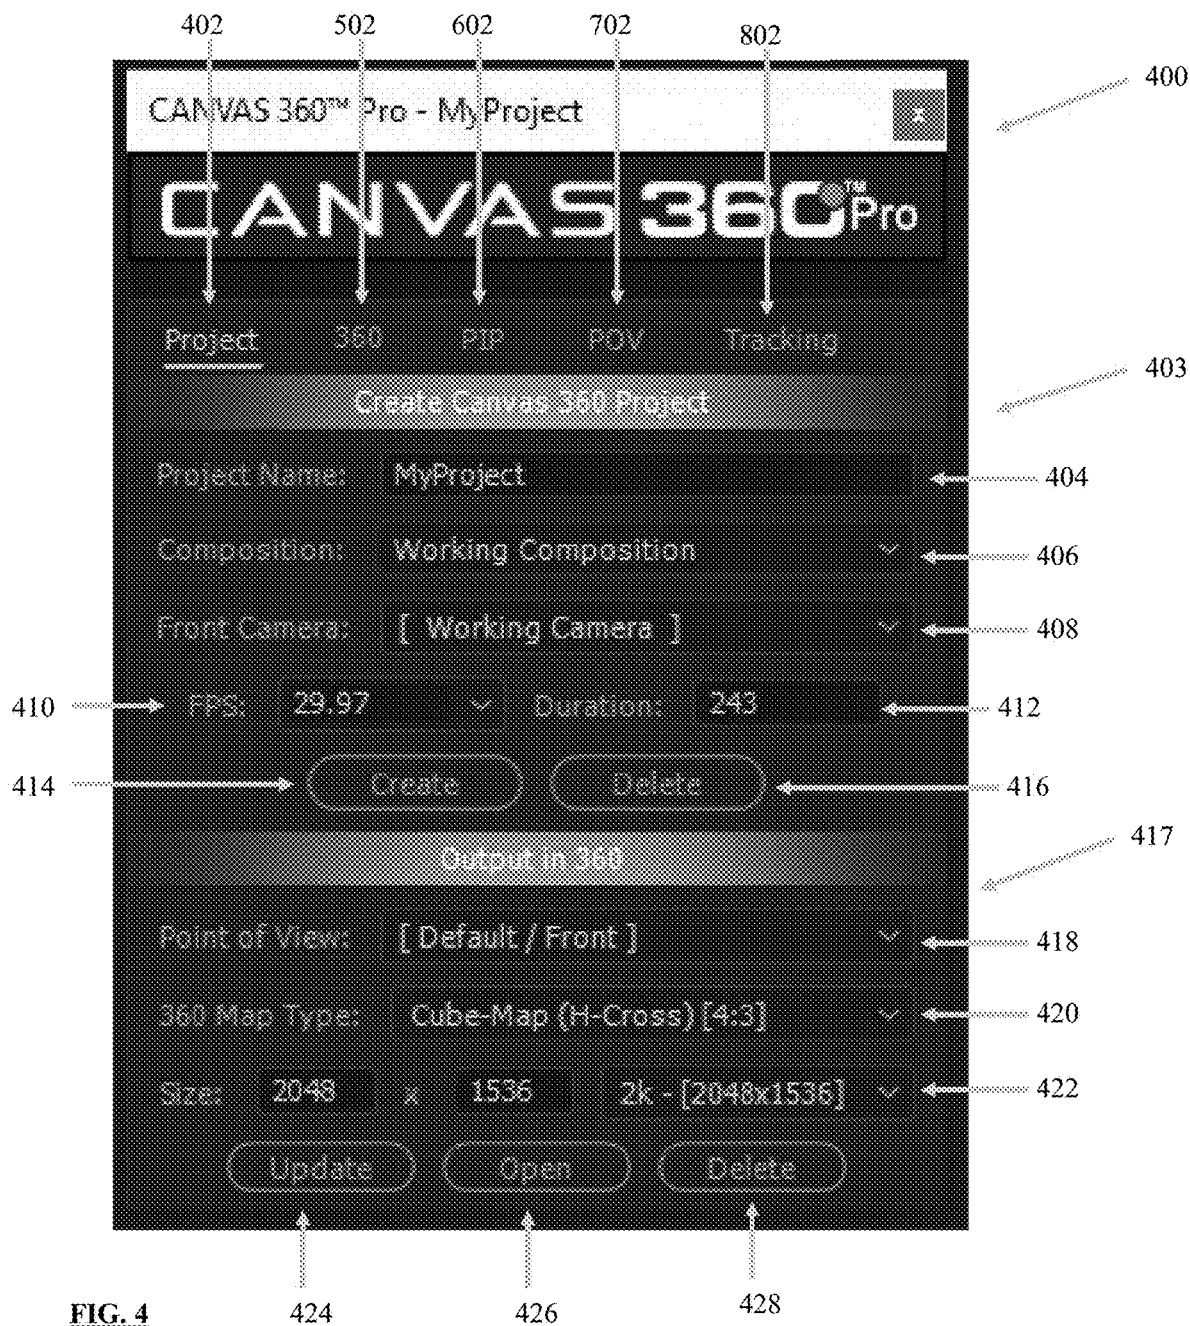 402 502 602 702 802
400
CANVAS 360™ Pro - MyProject x
CANVAS 360™ Pro
Project 360 PIP POV Tracking
403
Create Canvas 360 Project
Project Name: MyProject 404
Composition: Working Composition 406
Front Camera: [ Working Camera ] 408
410 FPS: 29.97 Duration: 243 412
414 Create Delete 416
417
Output in 360
Point of View: [ Default / Front ] 418
360 Map Type: Cube-Map (H-Cross) [4:3] 420
Size: 2048 x 1536 2k - [2048x1536] 422
Update Open Delete
FIG. 4 424 426 428